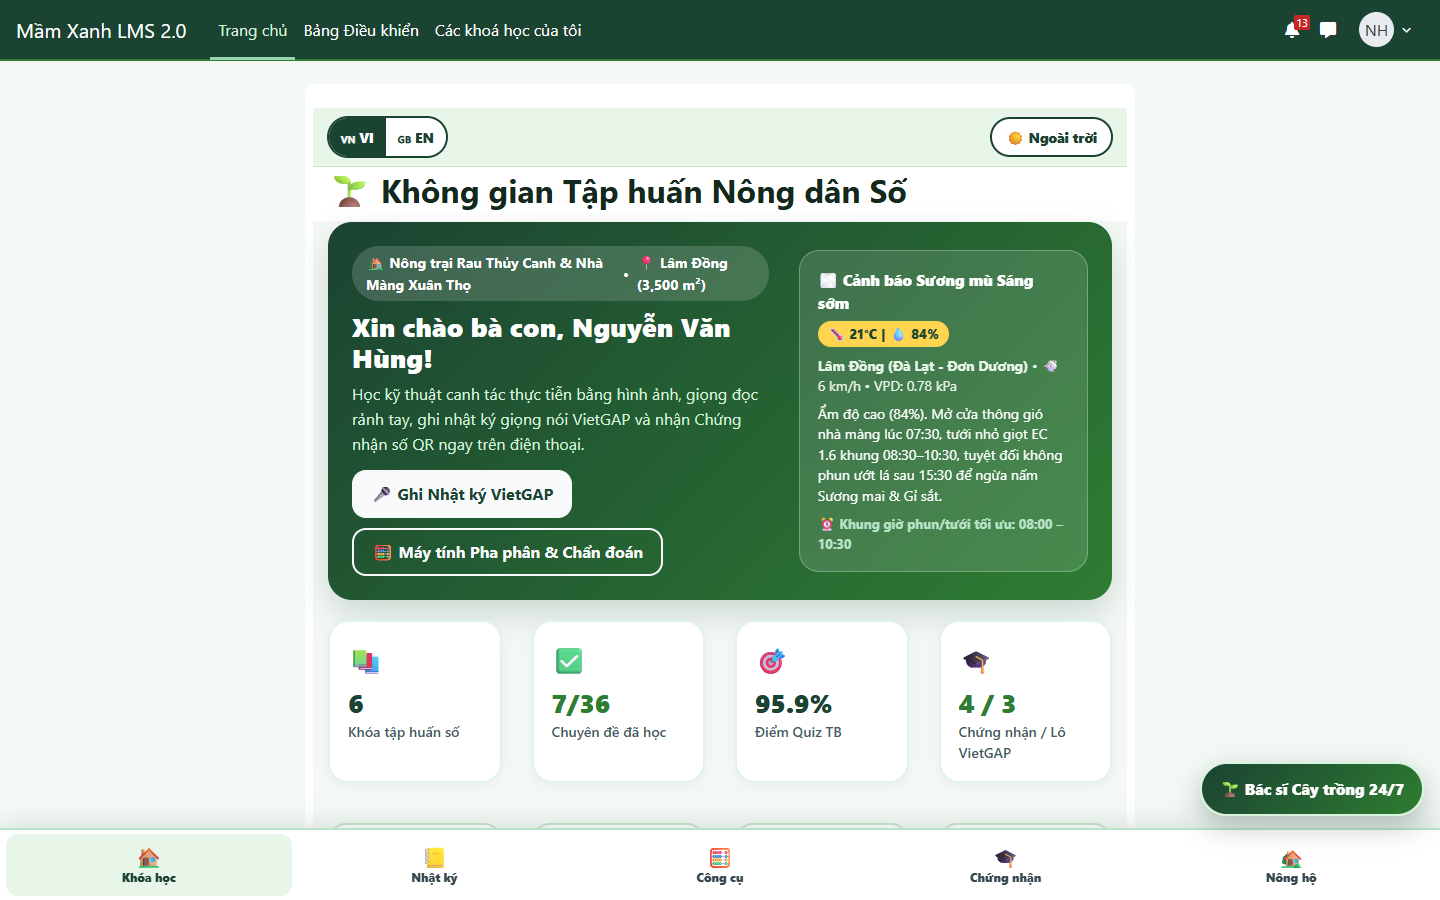 Mầm Xanh LMS 2.0
Trang chủ
Bảng Điều khiển
Các khoá học của tôi
13
NH
VN VI
GB EN
Ngoài trời
Không gian Tập huấn Nông dân Số
Nông trại Rau Thủy Canh & Nhà
Màng Xuân Thọ
•
Lâm Đồng
(3,500 m²)
Xin chào bà con, Nguyễn Văn
Hùng!
Học kỹ thuật canh tác thực tiễn bằng hình ảnh, giọng đọc
rảnh tay, ghi nhật ký giọng nói VietGAP và nhận Chứng
nhận số QR ngay trên điện thoại.
Ghi Nhật ký VietGAP
Máy tính Pha phân & Chẩn đoán
Cảnh báo Sương mù Sáng
sớm
21°C | 84%
Lâm Đồng (Đà Lạt - Đơn Dương) •
6 km/h • VPD: 0.78 kPa
Ẩm độ cao (84%). Mở cửa thông gió
nhà màng lúc 07:30, tưới nhỏ giọt EC
1.6 khung 08:30–10:30, tuyệt đối không
phun ướt lá sau 15:30 để ngừa nấm
Sương mai & Gỉ sắt.
Khung giờ phun/tưới tối ưu: 08:00 –
10:30
6
Khóa tập huấn số
7/36
Chuyên đề đã học
95.9%
Điểm Quiz TB
4 / 3
Chứng nhận / Lô
VietGAP
Bác sĩ Cây trồng 24/7
Khóa học
Nhật ký
Công cụ
Chứng nhận
Nông hộ